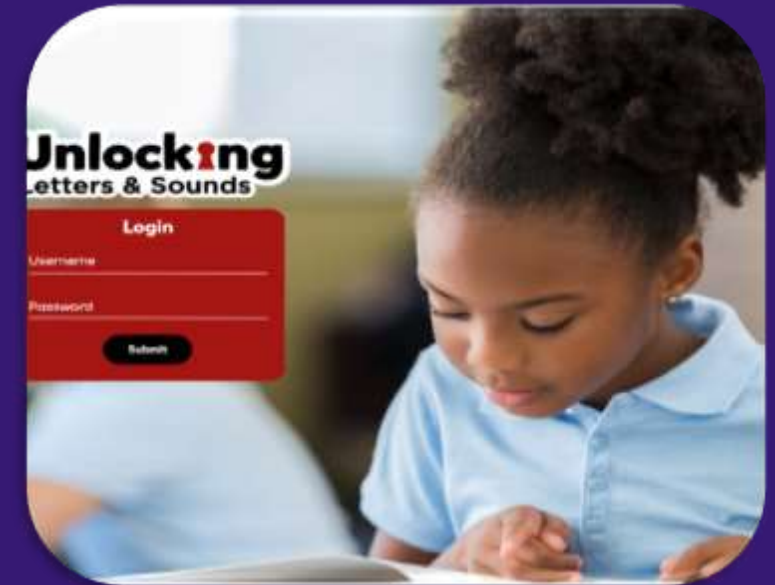 Unlocking
Letters & Sounds
Login
Username
Password
Submit